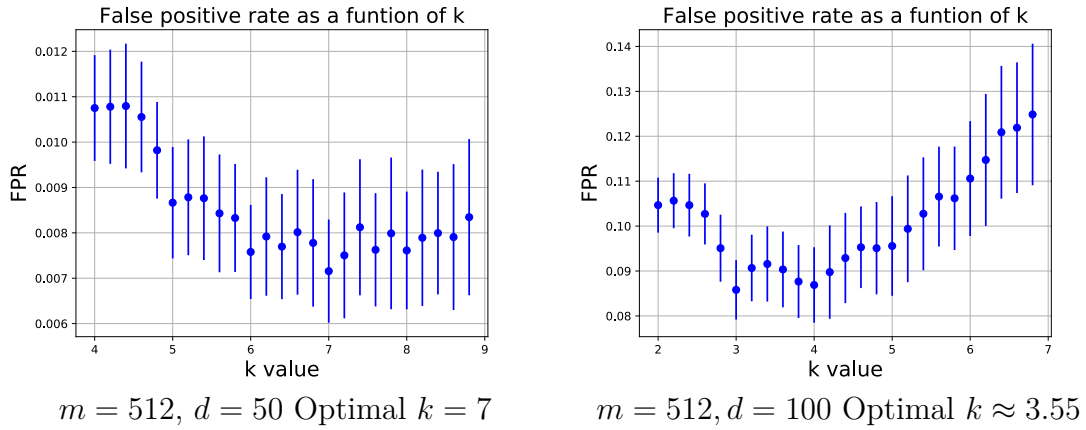 False positive rate as a funtion of k
FPR
0.012
0.011
0.010
0.009
0.008
0.007
0.006
4 5 6 7 8 9
k value
m = 512, d = 50 Optimal k = 7
False positive rate as a funtion of k
FPR
0.14
0.13
0.12
0.11
0.10
0.09
0.08
2 3 4 5 6 7
k value
m = 512, d = 100 Optimal k ≈ 3.55